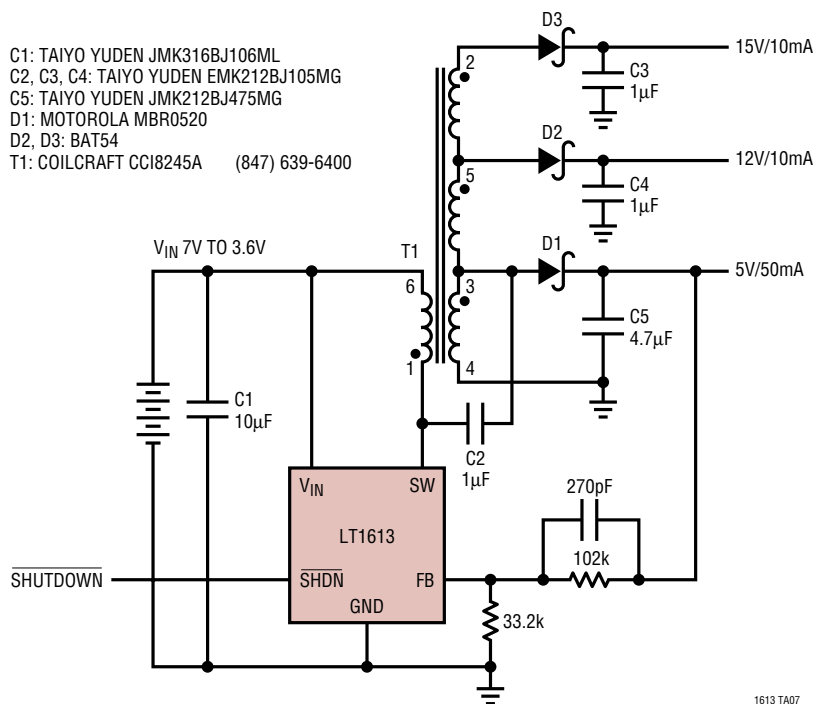 C1: TAIYO YUDEN JMK316BJ106ML
C2, C3, C4: TAIYO YUDEN EMK212BJ105MG
C5: TAIYO YUDEN JMK212BJ475MG
D1: MOTOROLA MBR0520
D2, D3: BAT54
T1: COILCRAFT CCI8245A (847) 639-6400
D3
15V/10mA
2
C3
1µF
D2
12V/10mA
5
C4
1µF
VIN 7V TO 3.6V
T1
D1
5V/50mA
6
3
C5
4.7µF
1
4
C1
10µF
C2
1µF
VIN
SW
LT1613
270pF
102k
SHUTDOWN
SHDN
FB
GND
33.2k
1613 TA07